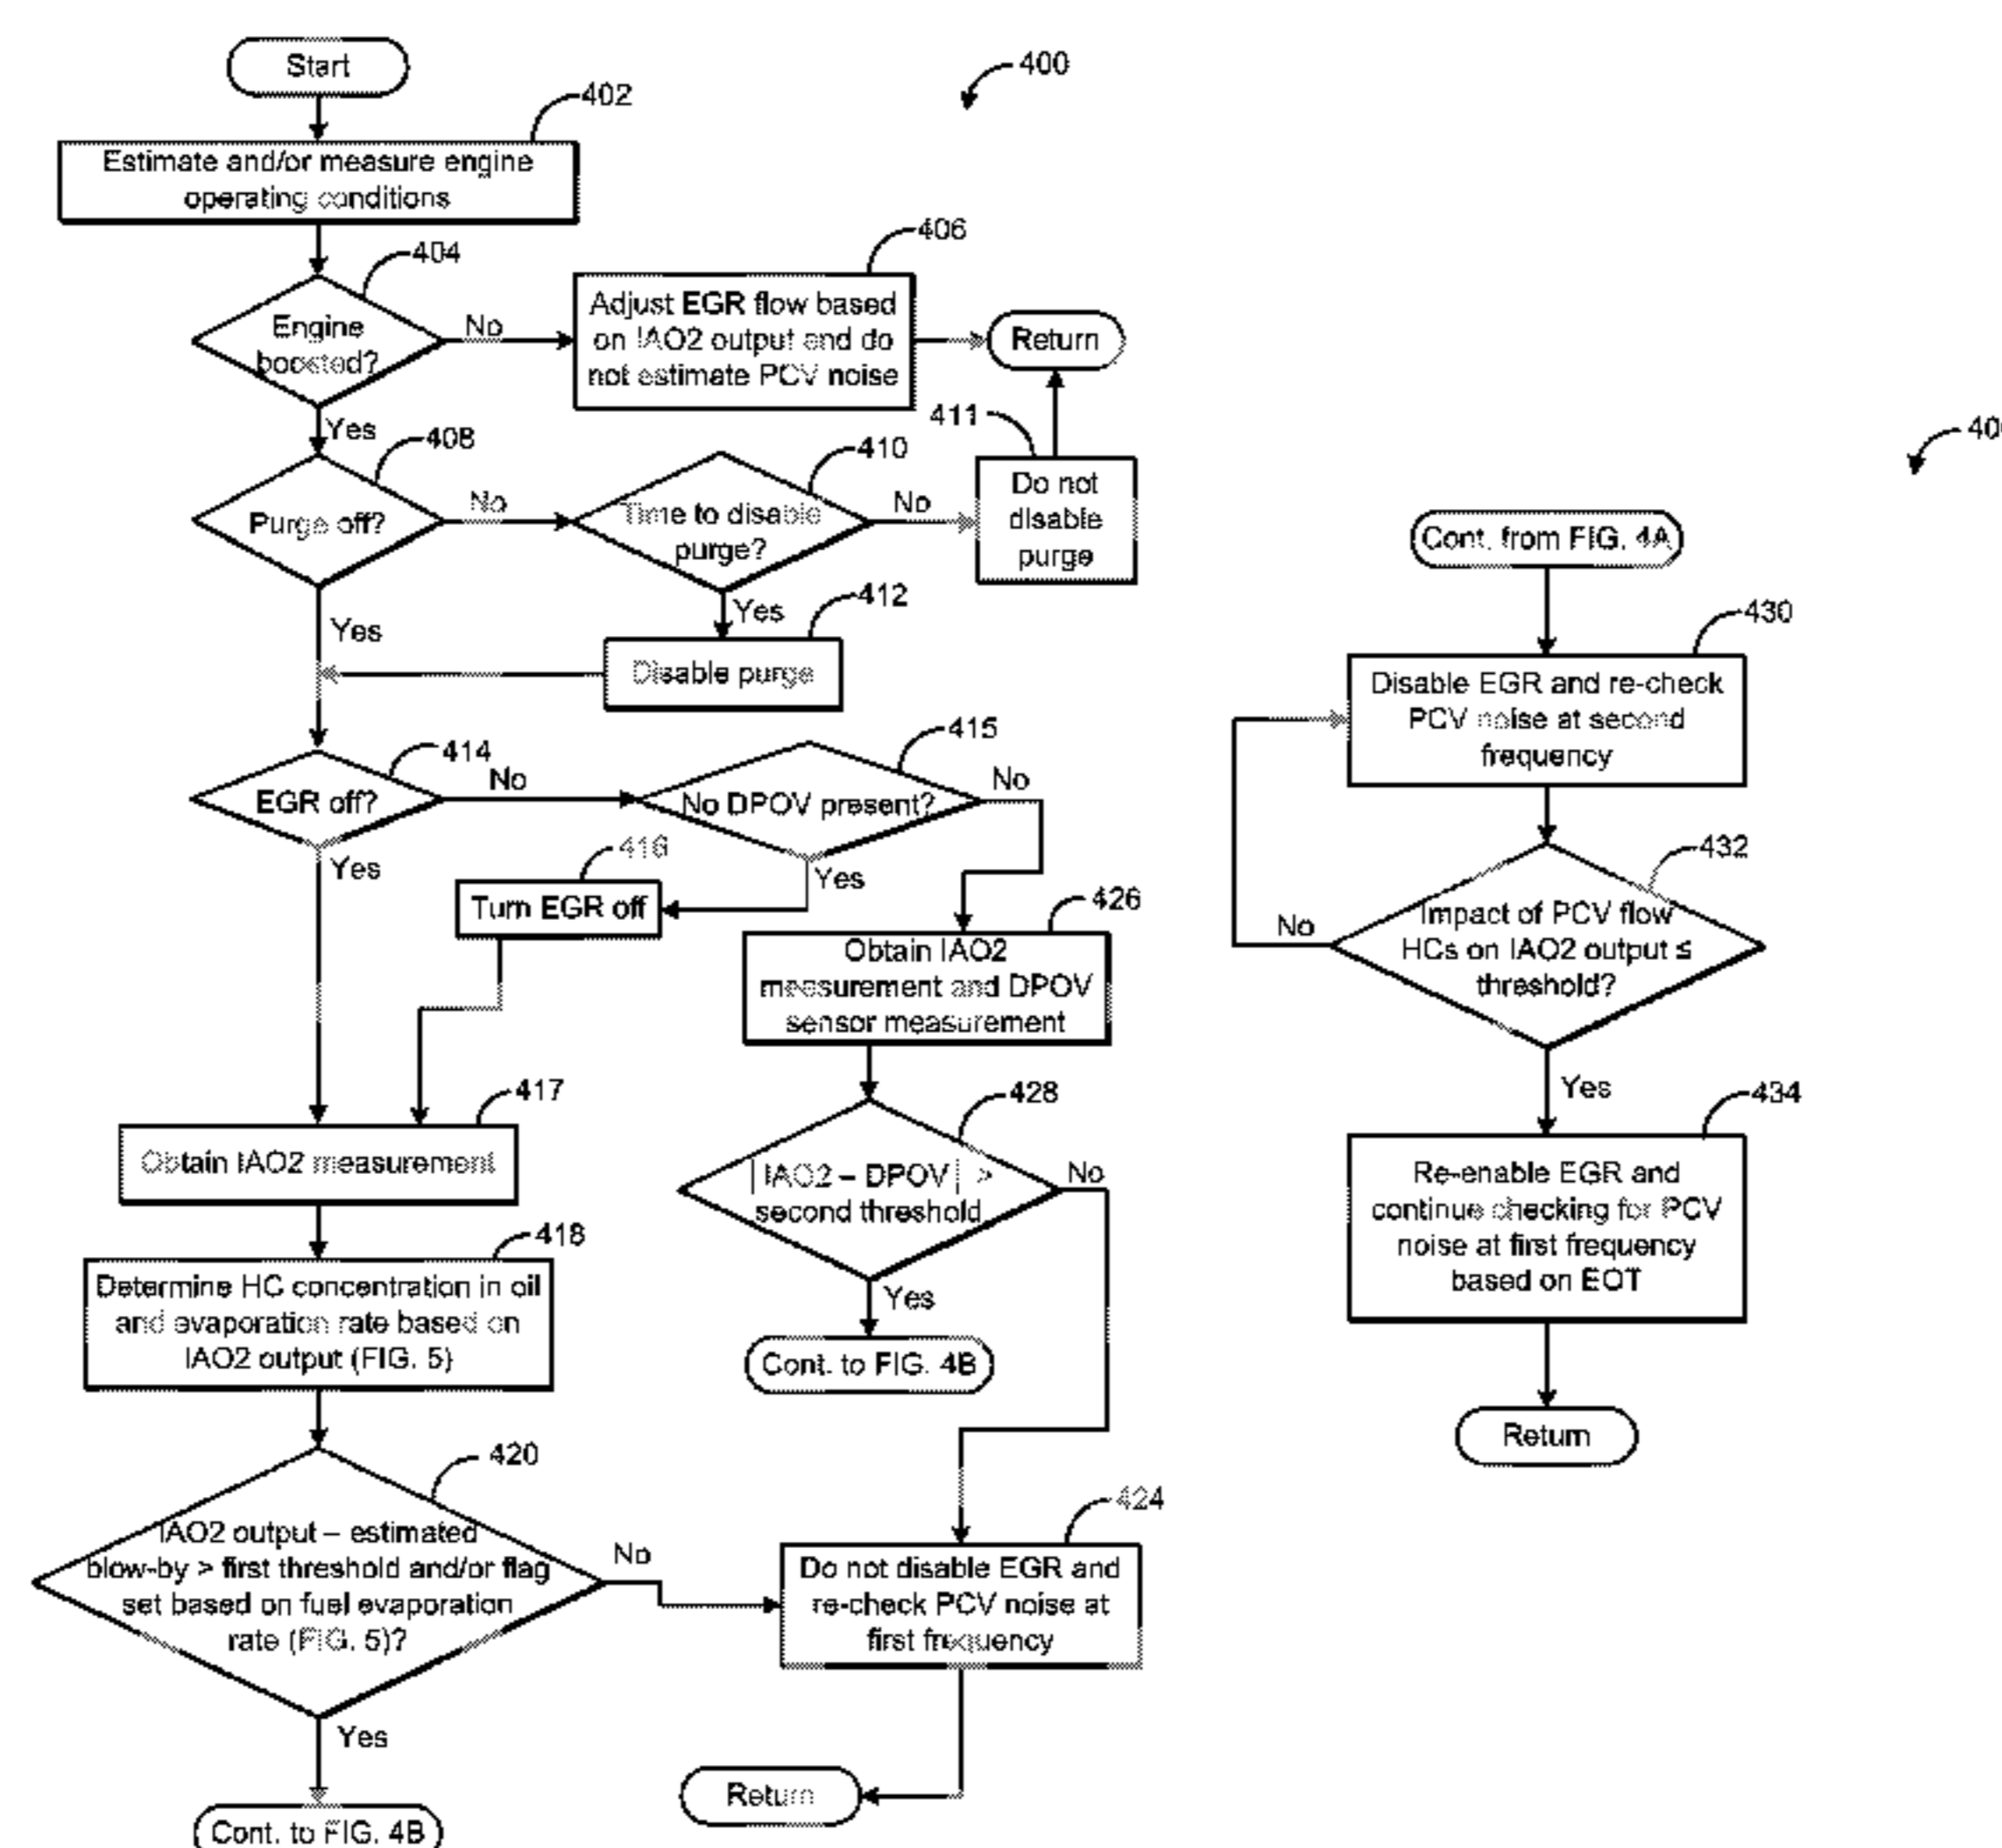 Start
400
402
Estimate and/or measure engine
operating conditions
404
Engine
boosted?
No
Yes
406
Adjust EGR flow based
on IAO2 output and do
not estimate PCV noise
Return
408
Purge off?
No
Yes
410
Time to disable
purge?
No
Yes
411
Do not
disable
purge
412
Disable purge
414
EGR off?
No
Yes
415
No DPOV present?
No
Yes
416
Turn EGR off
426
Obtain IAO2
measurement and DPOV
sensor measurement
417
Obtain IAO2 measurement
428
| IAO2 – DPOV | >
second threshold
No
Yes
Cont. to FIG. 4B
418
Determine HC concentration in oil
and evaporation rate based on
IAO2 output (FIG. 5)
420
IAO2 output – estimated
blow-by > first threshold and/or flag
set based on fuel evaporation
rate (FIG. 5)?
No
Yes
Cont. to FIG. 4B
424
Do not disable EGR and
re-check PCV noise at
first frequency
Return
Cont. from FIG. 4A
430
Disable EGR and re-check
PCV noise at second
frequency
432
Impact of PCV flow
HCs on IAO2 output ≤
threshold?
No
Yes
434
Re-enable EGR and
continue checking for PCV
noise at first frequency
based on EOT
Return